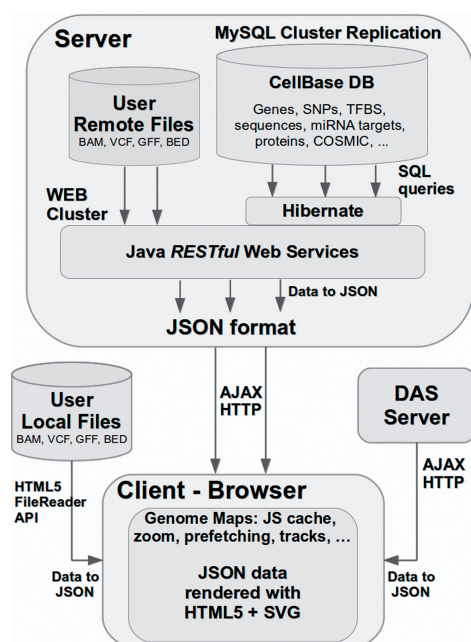 Server
MySQL Cluster Replication
User
Remote Files
BAM, VCF, GFF, BED
CellBase DB
Genes, SNPs, TFBS,
sequences, miRNA targets,
proteins, COSMIC, ...
WEB
Cluster
SQL
queries
Hibernate
Java RESTful Web Services
Data to JSON
JSON format
User
Local Files
BAM, VCF, GFF, BED
AJAX
HTTP
DAS
Server
HTML5
FileReader
API
AJAX
HTTP
Client - Browser
Genome Maps: JS cache,
zoom, prefetching, tracks, ...
Data to
JSON
JSON data
rendered with
HTML5 + SVG
Data to
JSON